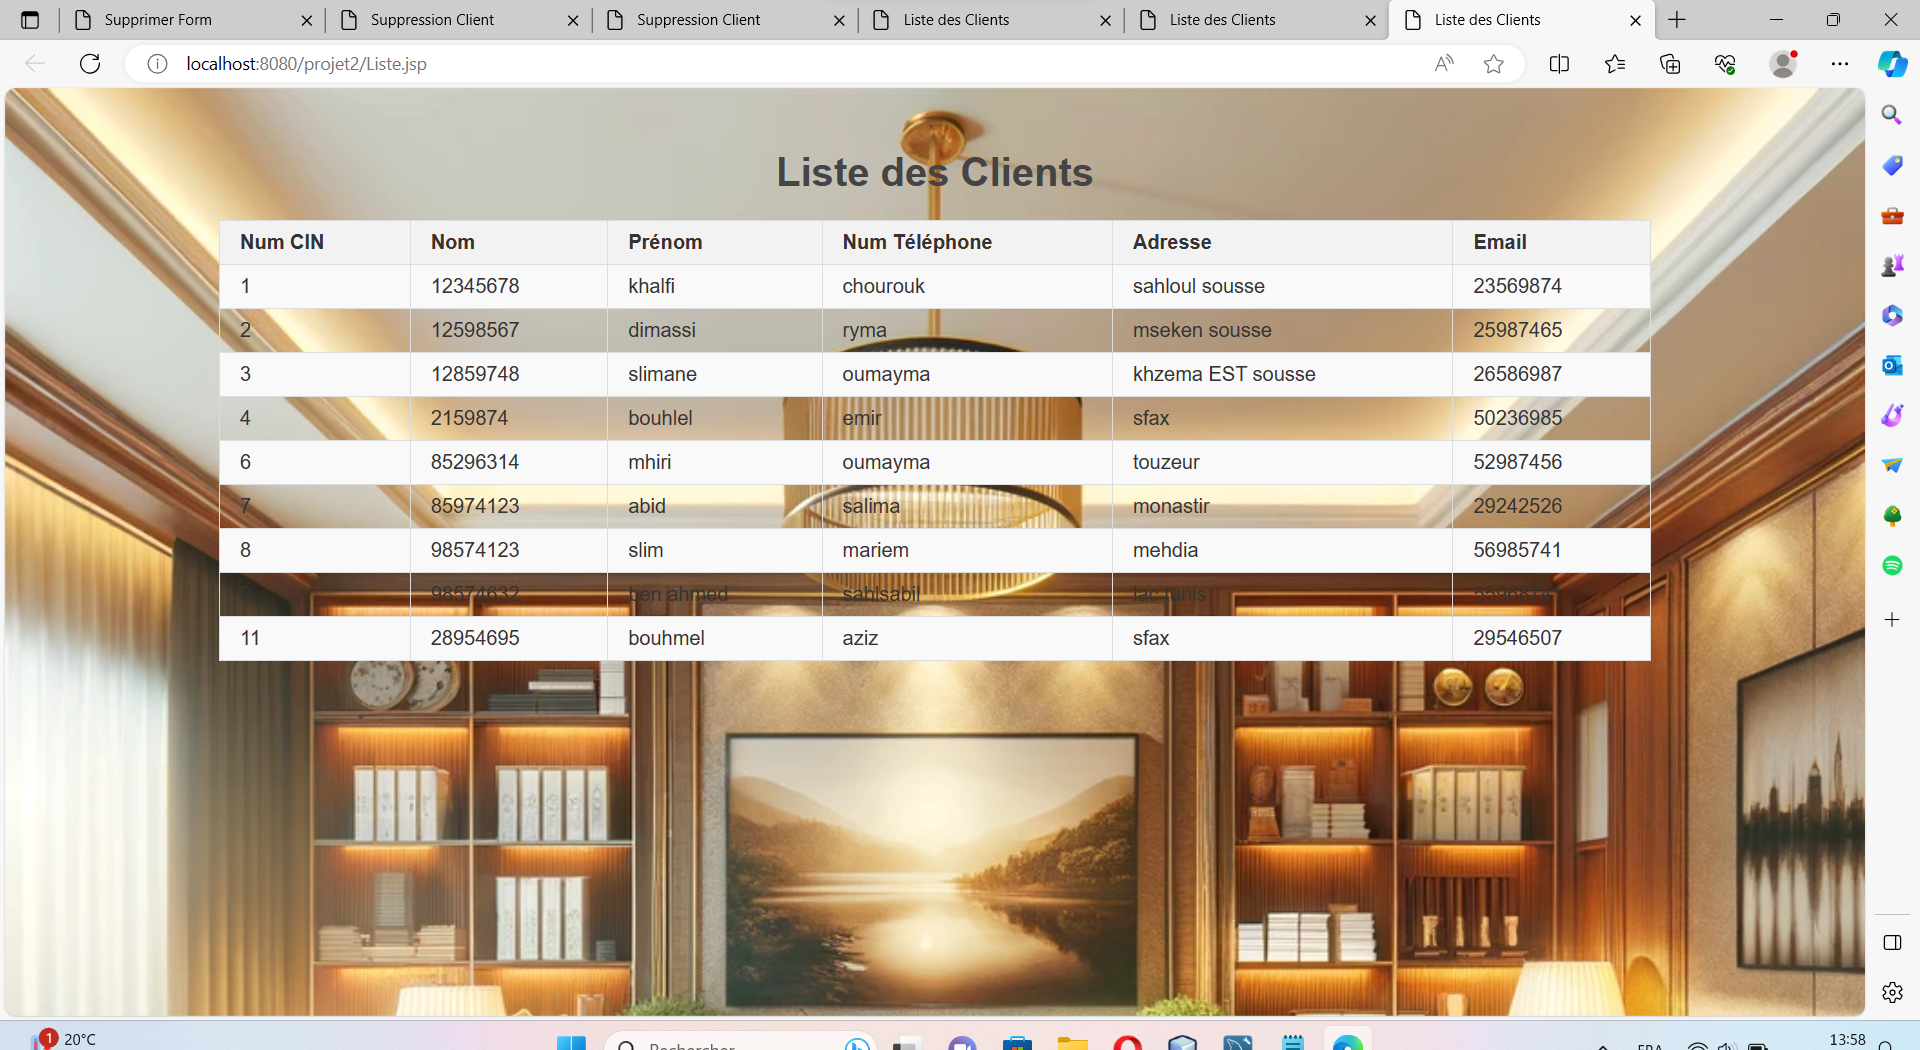 Supprimer Form
Suppression Client
Suppression Client
Liste des Clients
Liste des Clients
Liste des Clients
localhost:8080/projet2/Liste.jsp
Liste des Clients
Num CIN Nom Prénom Num Téléphone Adresse Email
1 12345678 khalfi chourouk sahloul sousse 23569874
2 12598567 dimassi ryma mseken sousse 25987465
3 12859748 slimane oumayma khzema EST sousse 26586987
4 2159874 bouhlel emir sfax 50236985
6 85296314 mhiri oumayma touzeur 52987456
7 85974123 abid salima monastir 29242526
8 98574123 slim mariem mehdia 56985741
98574632 ben ahmed sahlsabil lac tunis
11 28954695 bouhmel aziz sfax 29546507
1 20°C
Rechercher
FRA
13:58